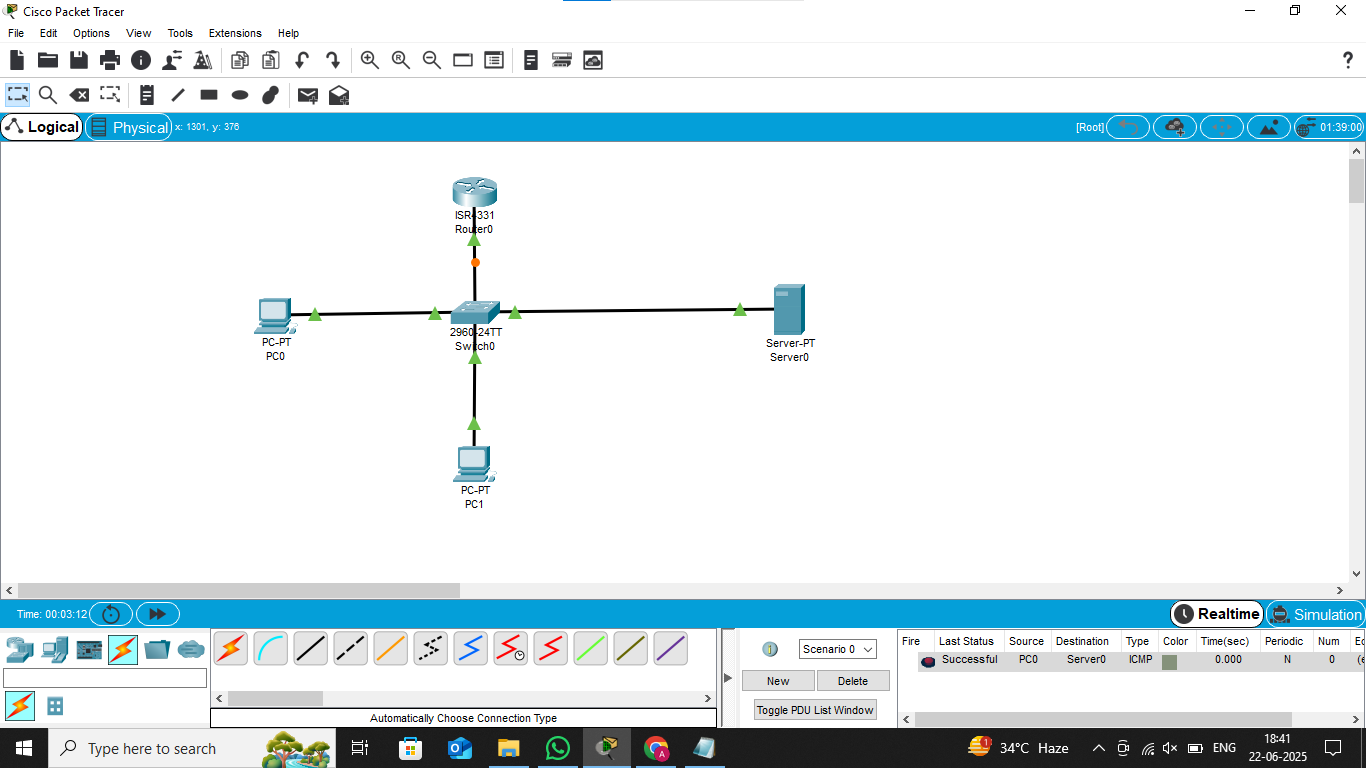 Cisco Packet Tracer
File Edit Options View Tools Extensions Help
?
Logical Physical x: 1301, y: 376 [Root] 01:39:00
ISR4331
Router0
2960-24TT
Switch0
PC-PT
PC0
Server-PT
Server0
PC-PT
PC1
Time: 00:03:12 Realtime Simulation
Scenario 0
New Delete
Toggle PDU List Window
Fire Last Status Source Destination Type Color Time(sec) Periodic Num Ec
Successful PC0 Server0 ICMP 0.000 N 0 (e
Automatically Choose Connection Type
Type here to search
1 34°C Haze ENG 18:41
22-06-2025